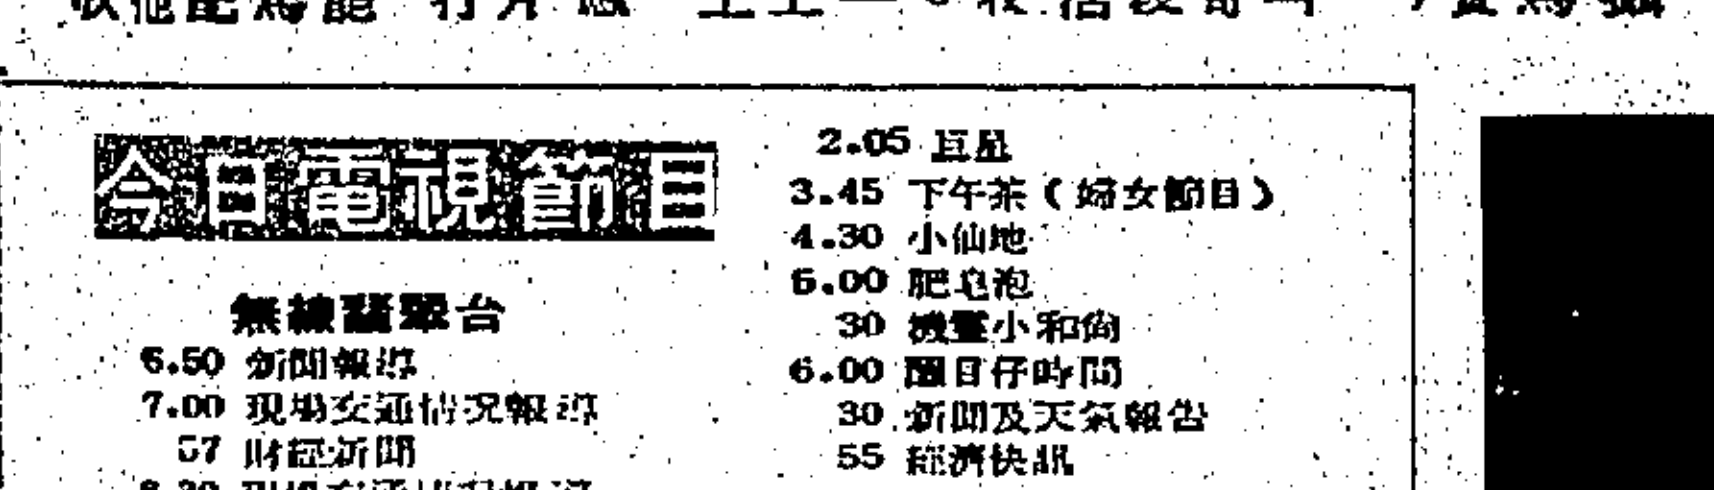 今日電視節目
無綫翡翠台
6.50 新聞報導
7.00 現場交通情況報導
57 財經新聞
2.05 巨星
3.45 下午茶（婦女節目）
4.30 小仙地
5.00 肥皂泡
30 機靈小和尚
6.00 醒目仔時間
30 新聞及天氣報告
55 經濟快訊